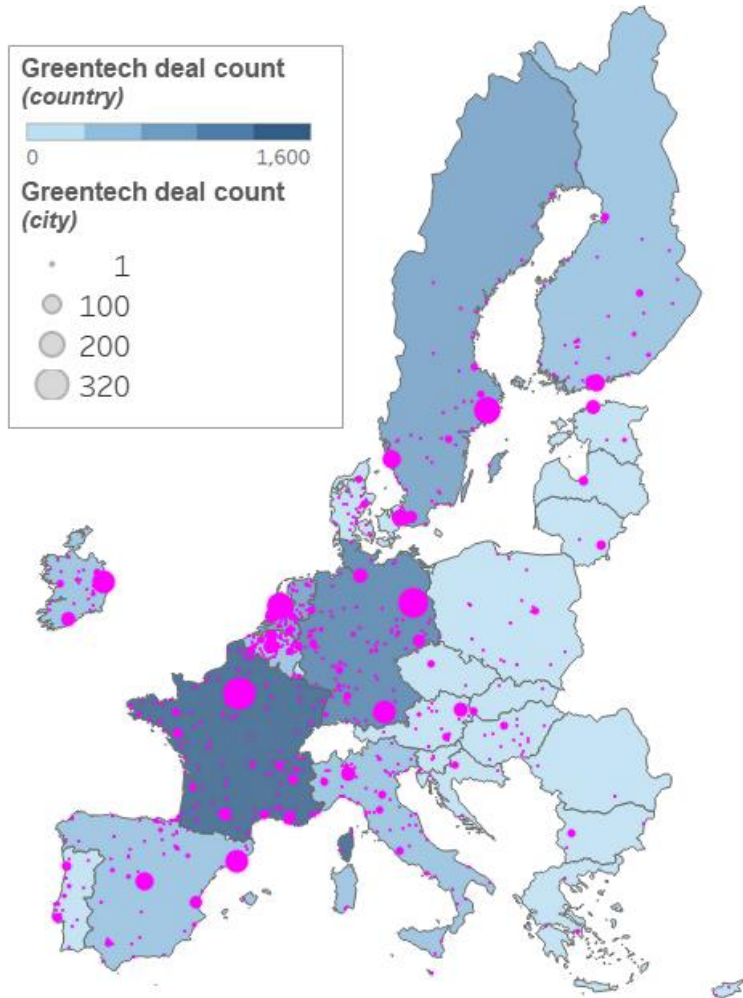 Greentech deal count
(country)
0 1,600
Greentech deal count
(city)
1
100
200
320